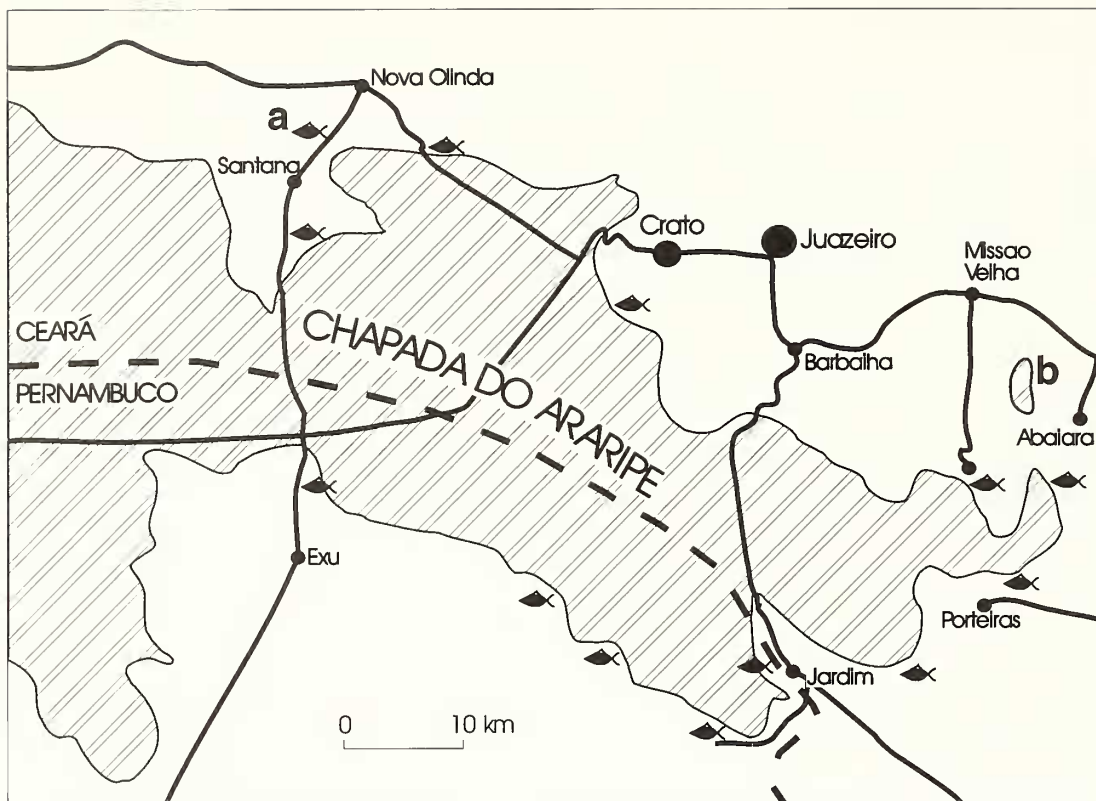 Nova Olinda
a
Santana
Crato
Juazeiro
Missao
Velha
CEARÁ
PERNAMBUCO
CHAPADA DO ARARIPE
Barbalha
b
Abaiara
Exu
Porteiras
Jardim
0 10 km